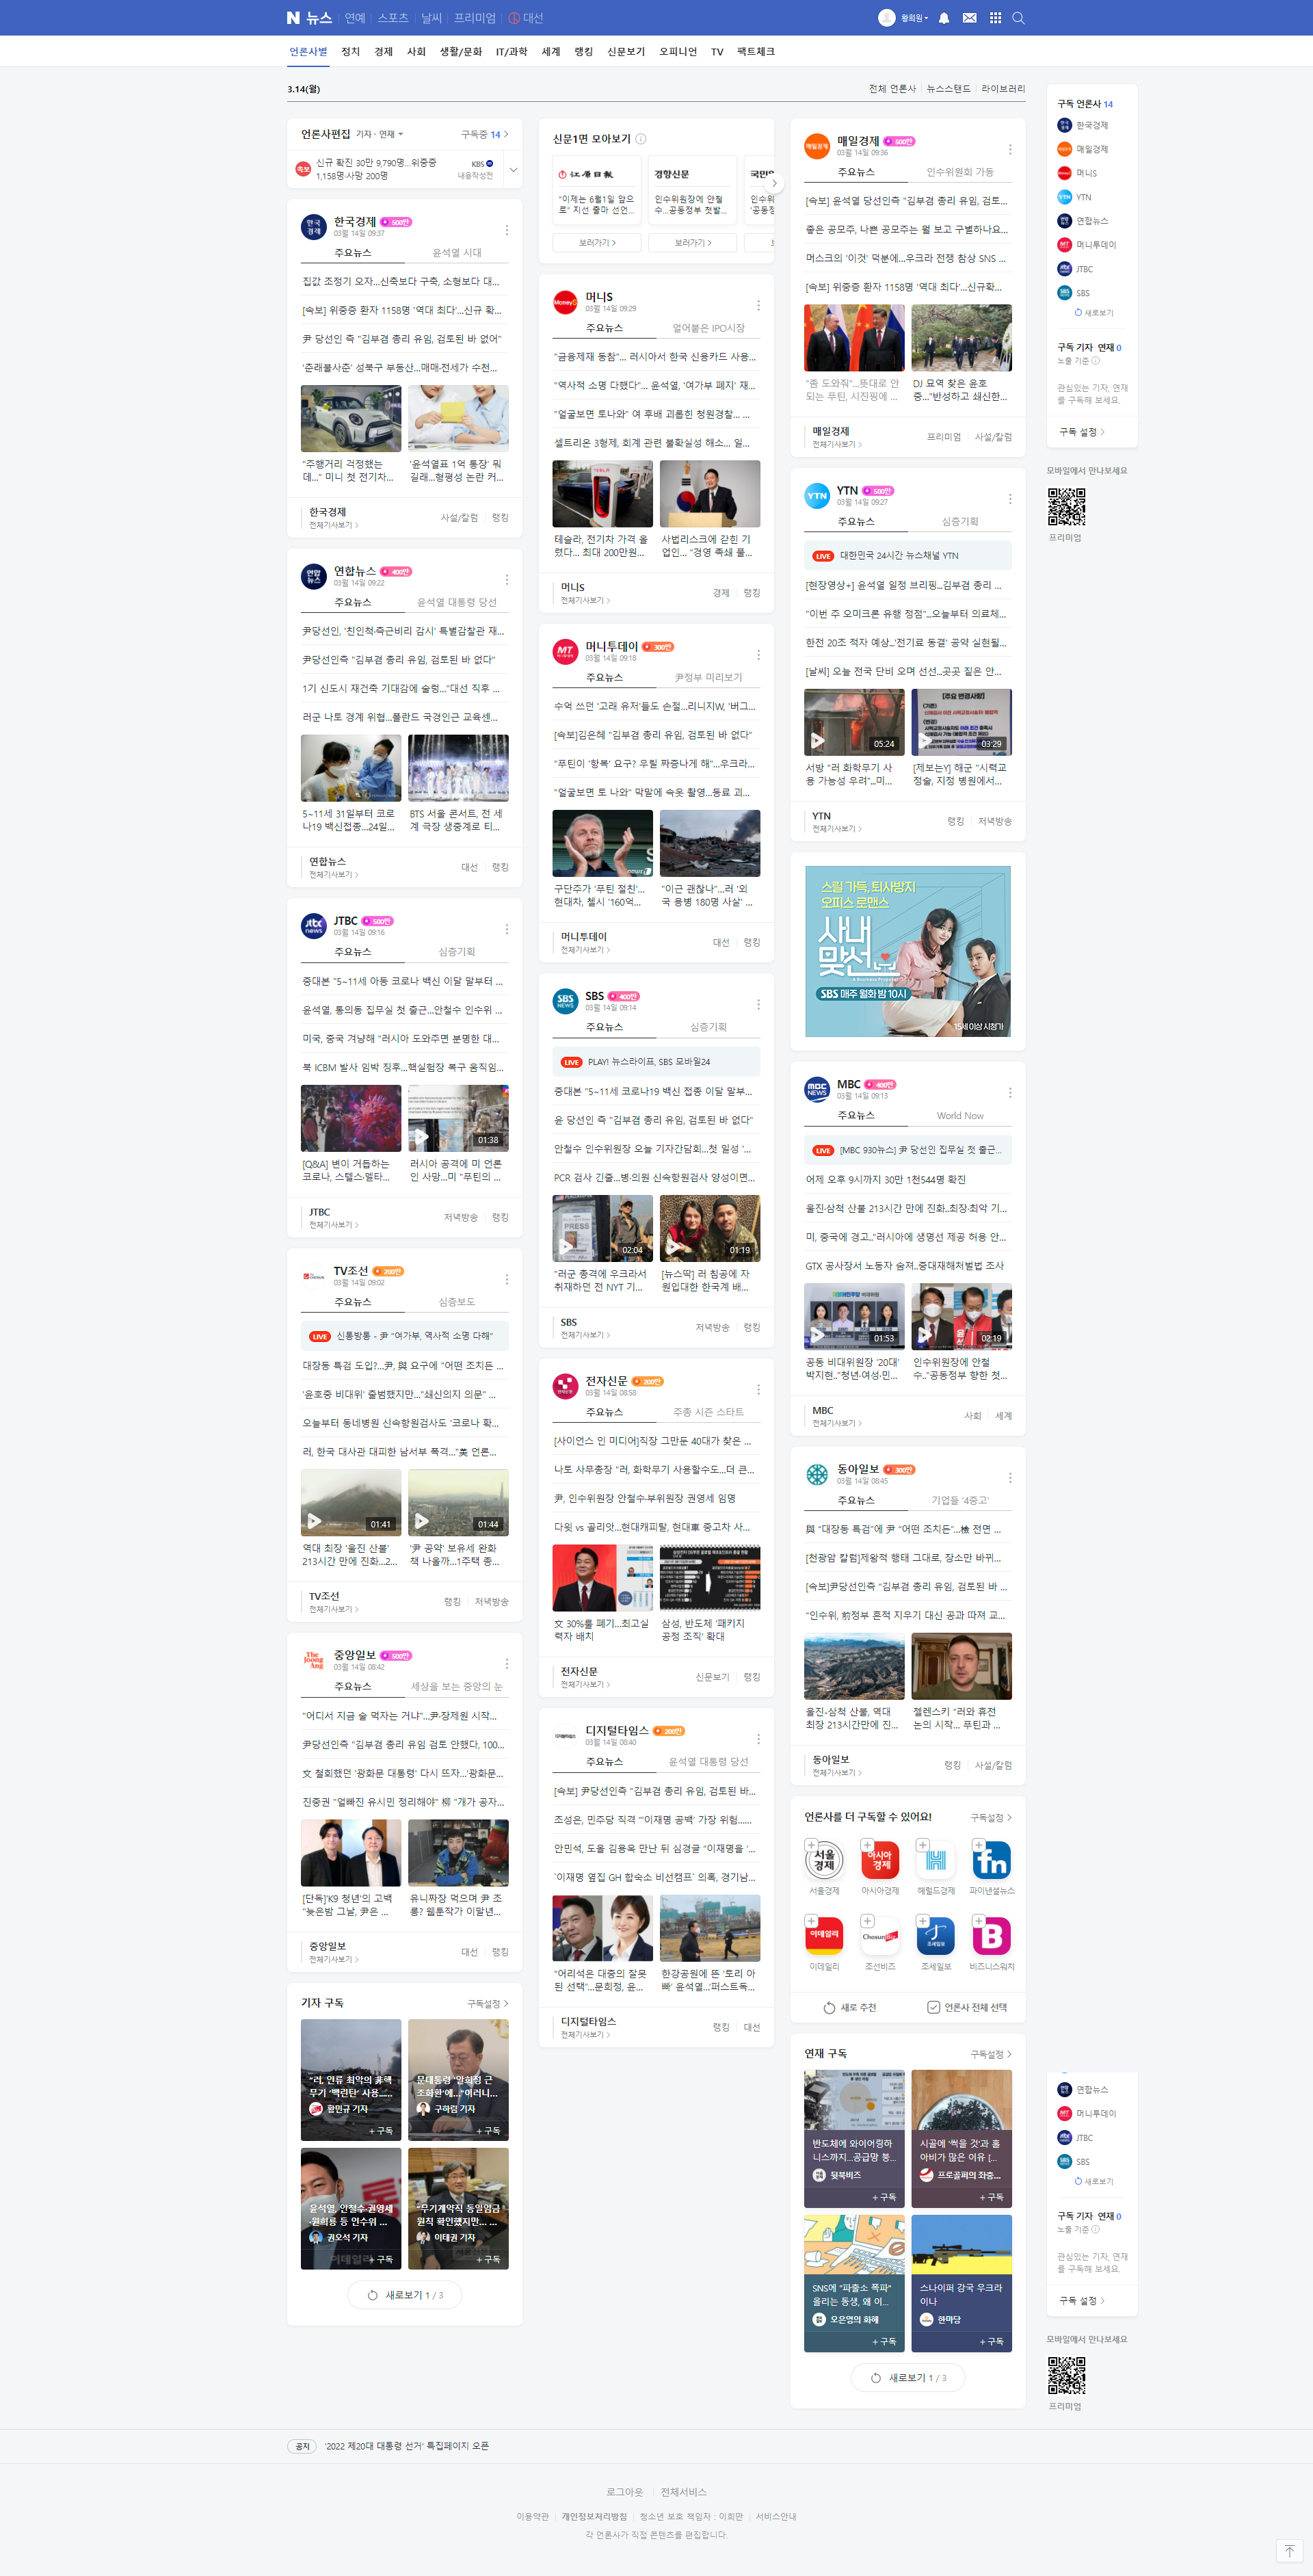 N 뉴스 연예 스포츠 날씨 프리미엄 대선
황희원
언론사별 정치 경제 사회 생활/문화 IT/과학 세계 랭킹 신문보기 오피니언 TV 팩트체크
3.14(월)
전체 언론사 뉴스스탠드 라이브러리
언론사편집 기자·연재 구독중 14
속보 신규 확진 30만 9,790명...위중증
1,158명·사망 200명
KBS
내용작성전
한국경제 500만
03월 14일 09:37
주요뉴스 윤석열 시대
집값 조정기 오자...신축보다 구축, 소형보다 대...
[속보] 위중증 환자 1158명 '역대 최다'...신규 확...
尹 당선인 측 "김부겸 총리 유임, 검토된 바 없어"
'준래불사준' 성북구 부동산...매매·전세가 수천...
"주행거리 걱정했는
데..." 미니 첫 전기차...
'윤석열표 1억 통장' 뭐
길래...형평성 논란 커...
한국경제
전체기사보기
사설/칼럼 랭킹
연합뉴스 400만
03월 14일 09:22
주요뉴스 윤석열 대통령 당선
尹당선인, '친인척·측근비리 감시' 특별감찰관 재...
尹당선인측 "김부겸 총리 유임, 검토된 바 없다"
1기 신도시 재건축 기대감에 술렁..."대선 직후 ...
러군 나토 경계 위협...폴란드 국경인근 교육센...
5~11세 31일부터 코로
나19 백신접종...24일...
BTS 서울 콘서트, 전 세
계 극장 생중계로 티...
연합뉴스
전체기사보기
대선 랭킹
JTBC 500만
03월 14일 09:16
주요뉴스 심층기획
중대본 "5~11세 아동 코로나 백신 이달 말부터 ...
윤석열, 통의동 집무실 첫 출근...안철수 인수위 ...
미국, 중국 겨냥해 "러시아 도와주면 분명한 대...
북 ICBM 발사 임박 징후...핵실험장 복구 움직임...
01:38
[Q&A] 변이 거듭하는
코로나, 스텔스·델타...
러시아 공격에 미 언론
인 사망...미 "푸틴의 ...
JTBC
전체기사보기
저녁방송 랭킹
TV조선 200만
03월 14일 09:02
주요뉴스 심층보도
LIVE 신통방통 - 尹 "여가부, 역사적 소명 다해"
대장동 특검 도입?...尹, 與 요구에 "어떤 조치든 ...
'윤호중 비대위' 출범했지만..."쇄신의지 의문" ...
오늘부터 동네병원 신속항원검사도 '코로나 확...
러, 한국 대사관 대피한 남서부 폭격..."美 언론...
01:41
01:44
역대 최장 '울진 산불'
213시간 만에 진화...2...
'尹 공약' 보유세 완화
책 나올까...1주택 종...
TV조선
전체기사보기
랭킹 저녁방송
중앙일보 500만
03월 14일 08:42
주요뉴스 세상을 보는 중앙의 눈
"어디서 지금 술 먹자는 거냐"...尹·장제원 시작...
尹당선인측 "김부겸 총리 유임 검토 안했다, 100...
文 철회했던 '광화문 대통령' 다시 뜨자...'광화문...
진중권 "얼빠진 유시민 정리해야" 柳 "개가 공자...
[단독]'K9 청년'의 고백
"늦은밤 그날, 尹은 ...
유니짜장 먹으며 尹 조
롱? 웹툰작가 이말년...
중앙일보
전체기사보기
대선 랭킹
기자 구독 구독설정
"러, 인류 최악의 非핵
무기 '백린탄' 사용...
황민규 기자
+ 구독
문대통령 '안희정 근
조화환'에..."이러니...
구하림 기자
+ 구독
윤석열, 안철수·권영세
·원희룡 등 인수위 ...
권오석 기자
+ 구독
"무기계약직 동일임금
원칙 확인했지만... ...
이태권 기자
+ 구독
새로보기 1 / 3
신문1면 모아보기
江原日報
"이제는 6월1일 앞으
로" 지선 출마 선언...
보러가기
경향신문
인수위원장에 안철
수...공동정부 첫발...
보러가기
머니S
03월 14일 09:29
주요뉴스 얼어붙은 IPO시장
"금융제재 동참"... 러시아서 한국 신용카드 사용...
"역사적 소명 다했다"... 윤석열, '여가부 폐지' 재...
"얼굴보면 토나와" 여 후배 괴롭힌 청원경찰... ...
셀트리온 3형제, 회계 관련 불확실성 해소... 일...
테슬라, 전기차 가격 올
렸다... 최대 200만원...
사법리스크에 갇힌 기
업인... "경영 족쇄 풀...
머니S
전체기사보기
경제 랭킹
머니투데이 300만
03월 14일 09:18
주요뉴스 尹정부 미리보기
수억 쓰던 '고래 유저'들도 손절...리니지W, '버그...
[속보]김은혜 "김부겸 총리 유임, 검토된 바 없다"
"푸틴이 '항복' 요구? 우릴 짜증나게 해"...우크라...
"얼굴보면 토 나와" 막말에 속옷 촬영...동료 괴...
구단주가 '푸틴 절친'...
현대차, 첼시 '160억...
"이근 괜찮나"...러 '외
국 용병 180명 사살' ...
머니투데이
전체기사보기
대선 랭킹
SBS 400만
03월 14일 09:14
주요뉴스 심층기획
LIVE PLAY! 뉴스라이프, SBS 모바일24
중대본 "5~11세 코로나19 백신 접종 이달 말부...
윤 당선인 측 "김부겸 총리 유임, 검토된 바 없다"
안철수 인수위원장 오늘 기자간담회...첫 일성 '...
PCR 검사 긴줄...병·의원 신속항원검사 양성이면...
PRESS
02:04
01:19
"러군 총격에 우크라서
취재하던 전 NYT 기...
[뉴스딱] 러 침공에 자
원입대한 한국계 배...
SBS
전체기사보기
저녁방송 랭킹
전자신문 200만
03월 14일 08:58
주요뉴스 주총 시즌 스타트
[사이언스 인 미디어]직장 그만둔 40대가 찾은 ...
나토 사무총장 "러, 화학무기 사용할수도...더 큰...
尹, 인수위원장 안철수·부위원장 권영세 임명
다윗 vs 골리앗...현대캐피탈, 현대車 중고차 사...
文 30%룰 폐기...최고실
력자 배치
삼성, 반도체 '패키지
공정 조직' 확대
전자신문
전체기사보기
신문보기 랭킹
디지털타임스 200만
03월 14일 08:40
주요뉴스 윤석열 대통령 당선
[속보] 尹당선인측 "김부겸 총리 유임, 검토된 바...
조성은, 민주당 직격 "'이재명 공백' 가장 위험......
안민석, 도올 김용옥 만난 뒤 심경글 "이재명을 '...
`이재명 옆집 GH 합숙소 비선캠프` 의혹, 경기남...
"어리석은 대중의 잘못
된 선택"...문희정, 윤...
한강공원에 뜬 '토리 아
빠' 윤석열...'퍼스트독...
디지털타임스
전체기사보기
랭킹 대선
매일경제 500만
03월 14일 09:36
주요뉴스 인수위원회 가동
[속보] 윤석열 당선인측 "김부겸 총리 유임, 검토...
좋은 공모주, 나쁜 공모주는 뭘 보고 구별하나요...
머스크의 '이것' 덕분에...우크라 전쟁 참상 SNS ...
[속보] 위중증 환자 1158명 '역대 최다'...신규확...
"좀 도와줘"...뜻대로 안
되는 푸틴, 시진핑에 ...
DJ 묘역 찾은 윤호
중..."반성하고 쇄신한...
매일경제
전체기사보기
프리미엄 사설/칼럼
YTN 500만
03월 14일 09:27
주요뉴스 심층기획
LIVE 대한민국 24시간 뉴스채널 YTN
[현장영상+] 윤석열 일정 브리핑...김부겸 총리 ...
"이번 주 오미크론 유행 정점"...오늘부터 의료체...
한전 20조 적자 예상...'전기료 동결' 공약 실현될...
[날씨] 오늘 전국 단비 오며 선선...곳곳 짙은 안...
05:24
[주요 변경사항]
03:29
서방 "러 화학무기 사
용 가능성 우려"...미...
[제보는Y] 해군 "시력교
정술, 지정 병원에서...
YTN
전체기사보기
랭킹 저녁방송
스릴 가득, 퇴사방지
오피스 로맨스
사내
맞선
SBS 매주 월화 밤 10시
15세 이상 시청가
MBC 400만
03월 14일 09:13
주요뉴스 World Now
LIVE [MBC 930뉴스] 尹 당선인 집무실 첫 출근...
어제 오후 9시까지 30만 1천544명 확진
울진·삼척 산불 213시간 만에 진화..최장·최악 기...
미, 중국에 경고.."러시아에 생명선 제공 허용 안...
GTX 공사장서 노동자 숨져..중대재해처벌법 조사
01:53
02:19
공동 비대위원장 '20대'
박지현.."청년·여성·민...
인수위원장에 안철
수.."공동정부 향한 첫...
MBC
전체기사보기
사회 세계
동아일보 300만
03월 14일 08:45
주요뉴스 기업들 '4중고'
與 "대장동 특검"에 尹 "어떤 조치든"...檢 전면 ...
[천광암 칼럼]제왕적 행태 그대로, 장소만 바뀌...
[속보]尹당선인측 "김부겸 총리 유임, 검토된 바 ...
"인수위, 前정부 흔적 지우기 대신 공과 따져 교...
울진-삼척 산불, 역대
최장 213시간만에 진...
젤렌스키 "러와 휴전
논의 시작... 푸틴과 ...
동아일보
전체기사보기
랭킹 사설/칼럼
언론사를 더 구독할 수 있어요! 구독설정
서울경제 아시아경제 헤럴드경제 파이낸셜뉴스
이데일리 조선비즈 조세일보 비즈니스워치
새로 추천 언론사 전체 선택
연재 구독 구독설정
반도체에 와이어링하
니스까지...공급망 붕...
뒷북비즈
+ 구독
시골에 '썩을 것'과 홀
아비가 많은 이유 [...
프로골퍼의 좌충...
+ 구독
SNS에 "파출소 폭파"
올리는 동생, 왜 이...
오은영의 화해
+ 구독
스나이퍼 강국 우크라
이나
한마당
+ 구독
새로보기 1 / 3
구독 언론사 14
한국경제
매일경제
머니S
YTN
연합뉴스
머니투데이
JTBC
SBS
새로보기
구독 기자·연재 0
노출 기준
관심있는 기자, 연재
를 구독해 보세요.
구독 설정
모바일에서 만나보세요
프리미엄
연합뉴스
머니투데이
JTBC
SBS
새로보기
구독 기자·연재 0
노출 기준
관심있는 기자, 연재
를 구독해 보세요.
구독 설정
모바일에서 만나보세요
프리미엄
공지 '2022 제20대 대통령 선거' 특집페이지 오픈
로그아웃 전체서비스
이용약관 개인정보처리방침 청소년 보호 책임자 : 이희만 서비스안내
각 언론사가 직접 콘텐츠를 편집합니다.